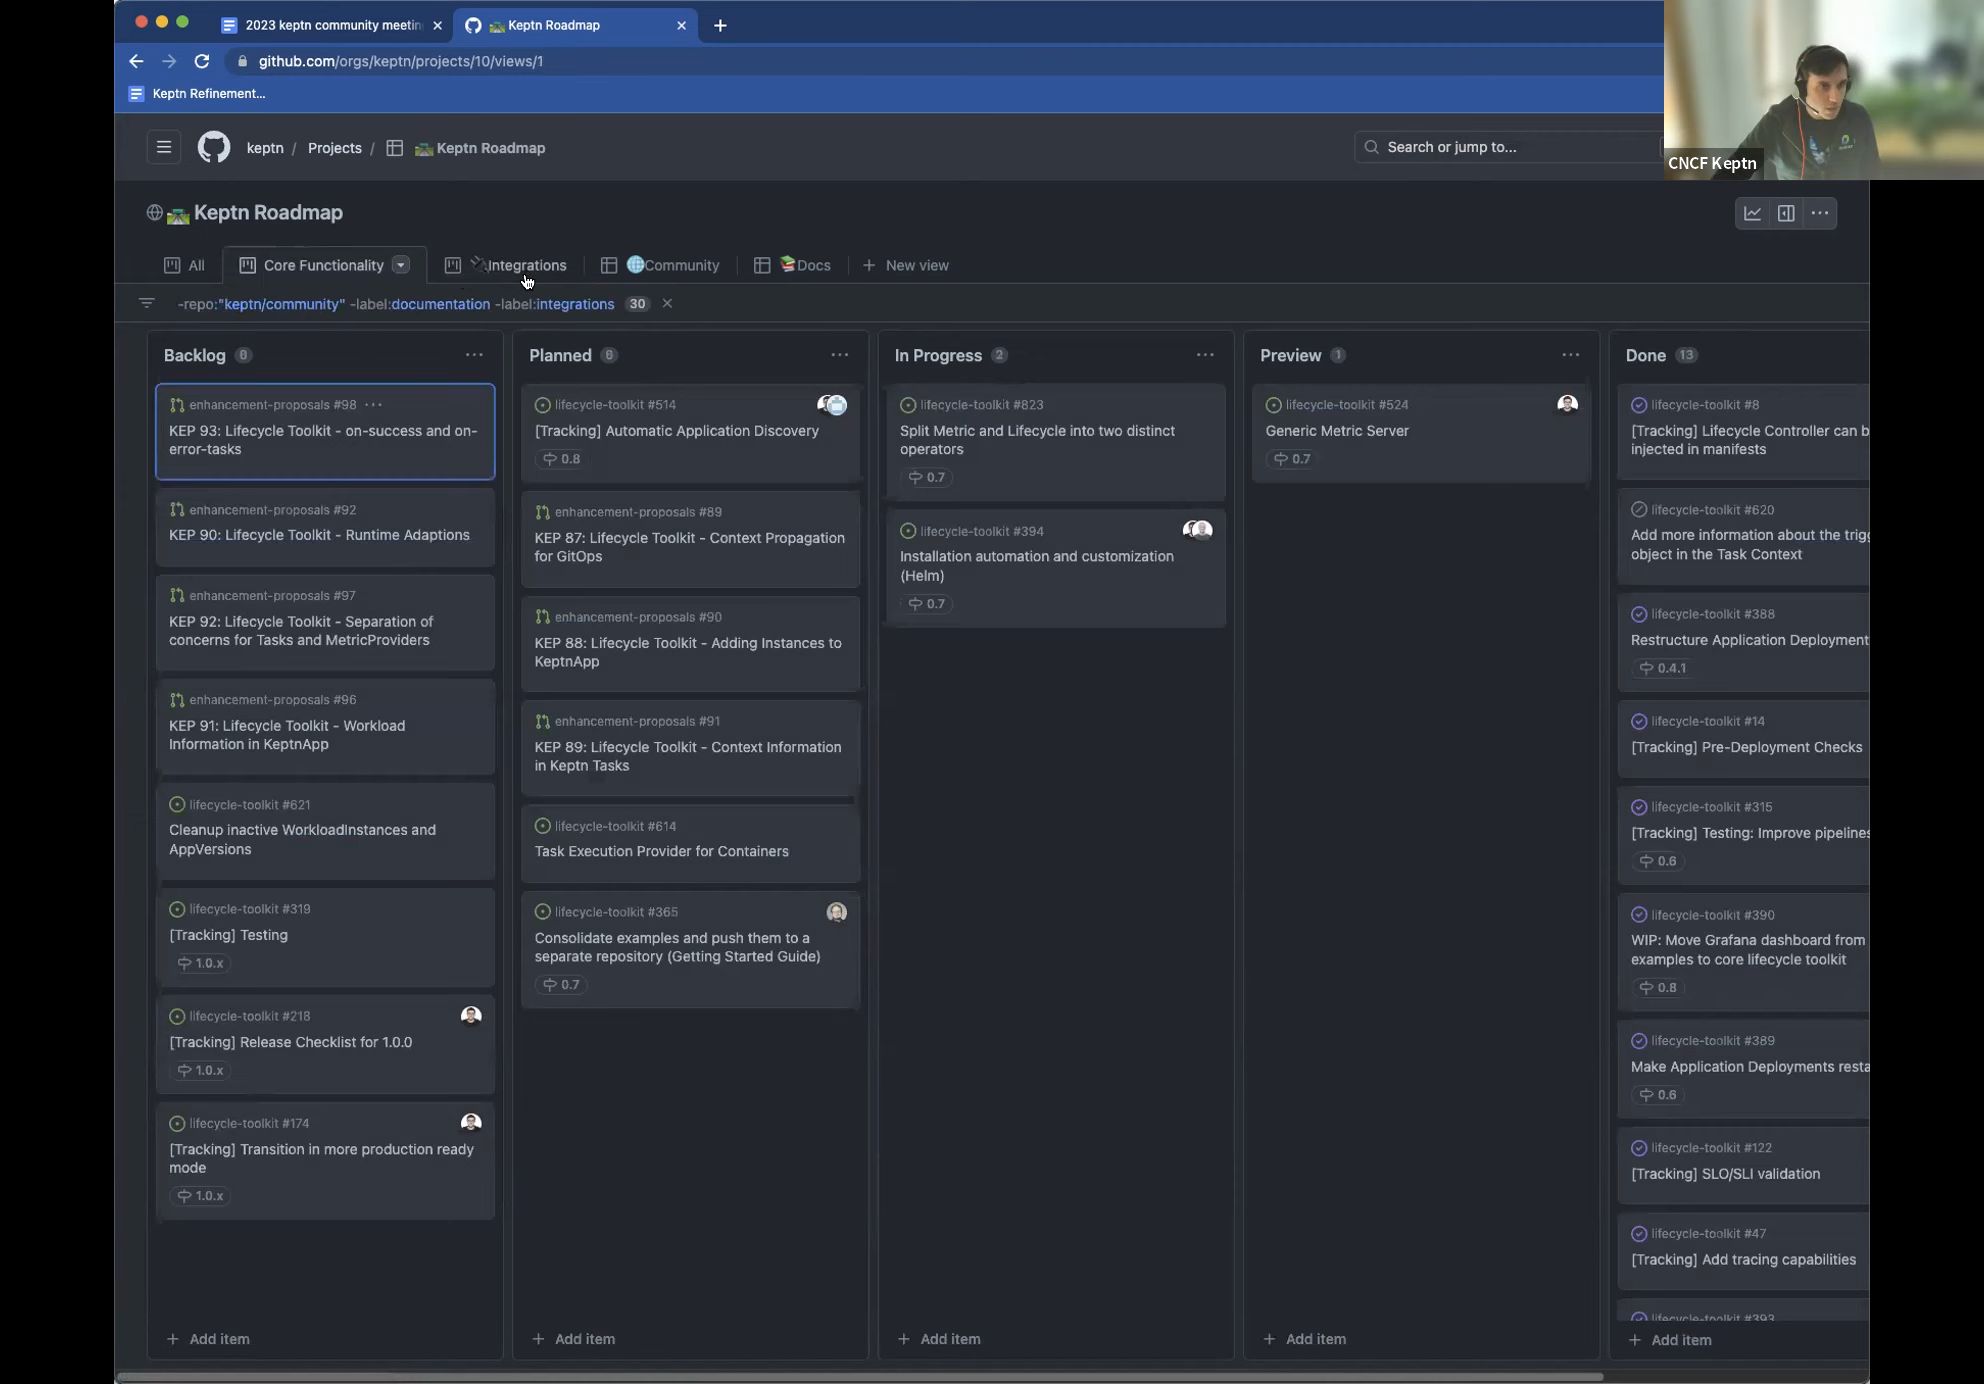 2023 keptn community meetin
Keptn Roadmap
github.com/orgs/keptn/projects/10/views/1
Keptn Refinement...
keptn / Projects / Keptn Roadmap
Search or jump to...
CNCF Keptn
Keptn Roadmap
All
Core Functionality
Integrations
Community
Docs
New view
-repo:"keptn/community" -label:documentation -label:integrations 30
Backlog
enhancement-proposals #98
KEP 93: Lifecycle Toolkit - on-success and on-
error-tasks
enhancement-proposals #92
KEP 90: Lifecycle Toolkit - Runtime Adaptions
enhancement-proposals #97
KEP 92: Lifecycle Toolkit - Separation of
concerns for Tasks and MetricProviders
enhancement-proposals #96
KEP 91: Lifecycle Toolkit - Workload
Information in KeptnApp
lifecycle-toolkit #621
Cleanup inactive WorkloadInstances and
AppVersions
lifecycle-toolkit #319
[Tracking] Testing
1.0.x
lifecycle-toolkit #218
[Tracking] Release Checklist for 1.0.0
1.0.x
lifecycle-toolkit #174
[Tracking] Transition in more production ready
mode
1.0.x
Add item
Planned 6
lifecycle-toolkit #514
[Tracking] Automatic Application Discovery
0.8
enhancement-proposals #89
KEP 87: Lifecycle Toolkit - Context Propagation
for GitOps
enhancement-proposals #90
KEP 88: Lifecycle Toolkit - Adding Instances to
KeptnApp
enhancement-proposals #91
KEP 89: Lifecycle Toolkit - Context Information
in Keptn Tasks
lifecycle-toolkit #614
Task Execution Provider for Containers
lifecycle-toolkit #365
Consolidate examples and push them to a
separate repository (Getting Started Guide)
0.7
Add item
In Progress 2
lifecycle-toolkit #823
Split Metric and Lifecycle into two distinct
operators
0.7
lifecycle-toolkit #394
Installation automation and customization
(Helm)
0.7
Add item
Preview 1
lifecycle-toolkit #524
Generic Metric Server
0.7
Add item
Done 13
lifecycle-toolkit #8
[Tracking] Lifecycle Controller can b
injected in manifests
lifecycle-toolkit #620
Add more information about the trigg
object in the Task Context
lifecycle-toolkit #388
Restructure Application Deployment
0.4.1
lifecycle-toolkit #14
[Tracking] Pre-Deployment Checks
lifecycle-toolkit #315
[Tracking] Testing: Improve pipelines
0.6
lifecycle-toolkit #390
WIP: Move Grafana dashboard from
examples to core lifecycle toolkit
0.8
lifecycle-toolkit #389
Make Application Deployments resta
0.6
lifecycle-toolkit #122
[Tracking] SLO/SLI validation
lifecycle-toolkit #47
[Tracking] Add tracing capabilities
lifecycle-toolkit #393
Add item